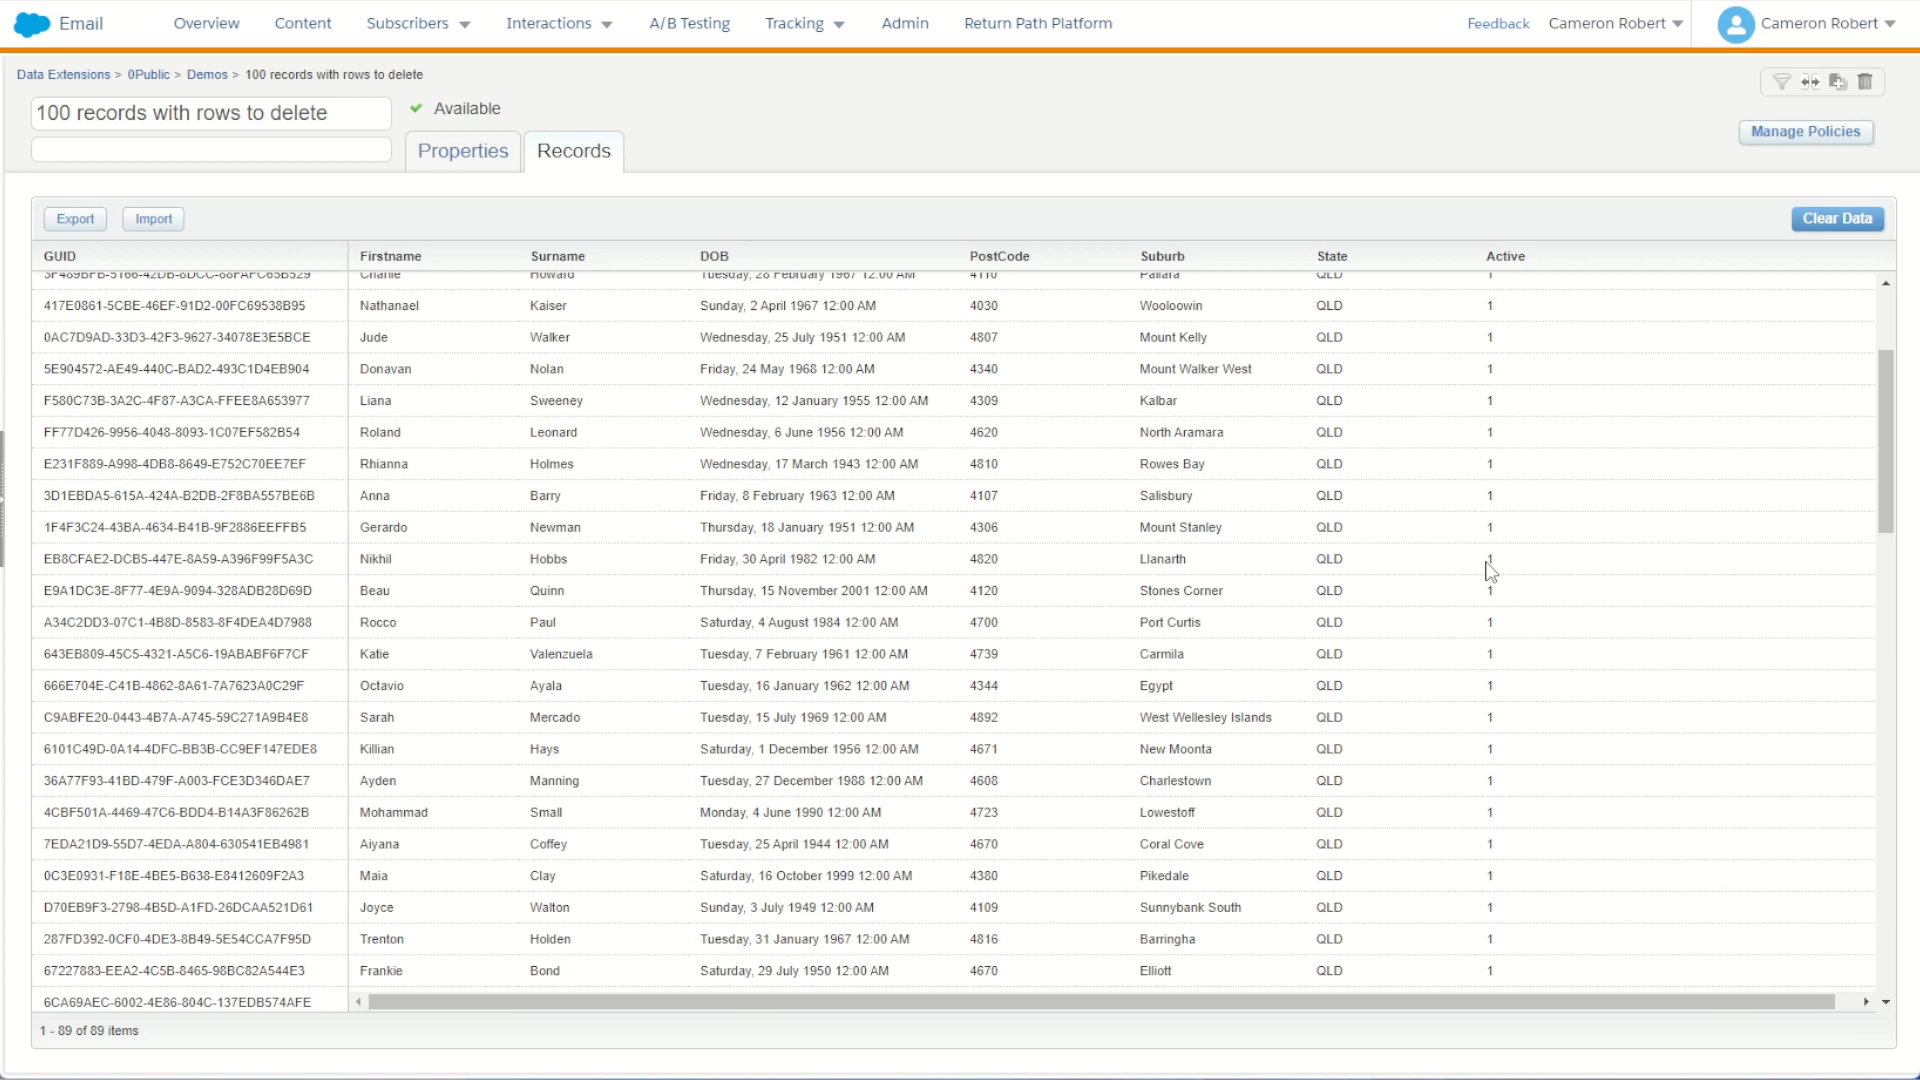 Email Overview Content Subscribers Interactions A/B Testing Tracking Admin Return Path Platform Feedback Cameron Robert Cameron Robert
Data Extensions > 0Public > Demos > 100 records with rows to delete
100 records with rows to delete Available
Manage Policies
Properties Records
Export Import Clear Data
GUID Firstname Surname DOB PostCode Suburb State Active
3F489BFB-5166-42DB-8DCC-88FAFC65B529 Charlie Howard Tuesday, 28 February 1967 12:00 AM 4110 Pallara QLD 1
417E0861-5CBE-46EF-91D2-00FC69538B95 Nathanael Kaiser Sunday, 2 April 1967 12:00 AM 4030 Wooloowin QLD 1
0AC7D9AD-33D3-42F3-9627-34078E3E5BCE Jude Walker Wednesday, 25 July 1951 12:00 AM 4807 Mount Kelly QLD 1
5E904572-AE49-440C-BAD2-493C1D4EB904 Donavan Nolan Friday, 24 May 1968 12:00 AM 4340 Mount Walker West QLD 1
F580C73B-3A2C-4F87-A3CA-FFEE8A653977 Liana Sweeney Wednesday, 12 January 1955 12:00 AM 4309 Kalbar QLD 1
FF77D426-9956-4048-8093-1C07EF582B54 Roland Leonard Wednesday, 6 June 1956 12:00 AM 4620 North Aramara QLD 1
E231F889-A998-4DB8-8649-E752C70EE7EF Rhianna Holmes Wednesday, 17 March 1943 12:00 AM 4810 Rowes Bay QLD 1
3D1EBDA5-615A-424A-B2DB-2F8BA557BE6B Anna Barry Friday, 8 February 1963 12:00 AM 4107 Salisbury QLD 1
1F4F3C24-43BA-4634-B41B-9F2886EEFFB5 Gerardo Newman Thursday, 18 January 1951 12:00 AM 4306 Mount Stanley QLD 1
EB8CFAE2-DCB5-447E-8A59-A396F99F5A3C Nikhil Hobbs Friday, 30 April 1982 12:00 AM 4820 Llanarth QLD 1
E9A1DC3E-8F77-4E9A-9094-328ADB28D69D Beau Quinn Thursday, 15 November 2001 12:00 AM 4120 Stones Corner QLD 1
A34C2DD3-07C1-4B8D-8583-8F4DEA4D7988 Rocco Paul Saturday, 4 August 1984 12:00 AM 4700 Port Curtis QLD 1
643EB809-45C5-4321-A5C6-19ABABF6F7CF Katie Valenzuela Tuesday, 7 February 1961 12:00 AM 4739 Carmila QLD 1
666E704E-C41B-4862-8A61-7A7623A0C29F Octavio Ayala Tuesday, 16 January 1962 12:00 AM 4344 Egypt QLD 1
C9ABFE20-0443-4B7A-A745-59C271A9B4E8 Sarah Mercado Tuesday, 15 July 1969 12:00 AM 4892 West Wellesley Islands QLD 1
6101C49D-0A14-4DFC-BB3B-CC9EF147EDE8 Killian Hays Saturday, 1 December 1956 12:00 AM 4671 New Moonta QLD 1
36A77F93-41BD-479F-A003-FCE3D346DAE7 Ayden Manning Tuesday, 27 December 1988 12:00 AM 4608 Charlestown QLD 1
4CBF501A-4469-47C6-BDD4-B14A3F86262B Mohammad Small Monday, 4 June 1990 12:00 AM 4723 Lowestoff QLD 1
7EDA21D9-55D7-4EDA-A804-630541EB4981 Aiyana Coffey Tuesday, 25 April 1944 12:00 AM 4670 Coral Cove QLD 1
0C3E0931-F18E-4BE5-B638-E8412609F2A3 Maia Clay Saturday, 16 October 1999 12:00 AM 4380 Pikedale QLD 1
D70EB9F3-2798-4B5D-A1FD-26DCAA521D61 Joyce Walton Sunday, 3 July 1949 12:00 AM 4109 Sunnybank South QLD 1
287FD392-0CF0-4DE3-8B49-5E54CCA7F95D Trenton Holden Tuesday, 31 January 1967 12:00 AM 4816 Barringha QLD 1
67227883-EEA2-4C5B-8465-98BC82A544E3 Frankie Bond Saturday, 29 July 1950 12:00 AM 4670 Elliott QLD 1
6CA69AEC-6002-4E86-804C-137EDB574AFE
1 - 89 of 89 items